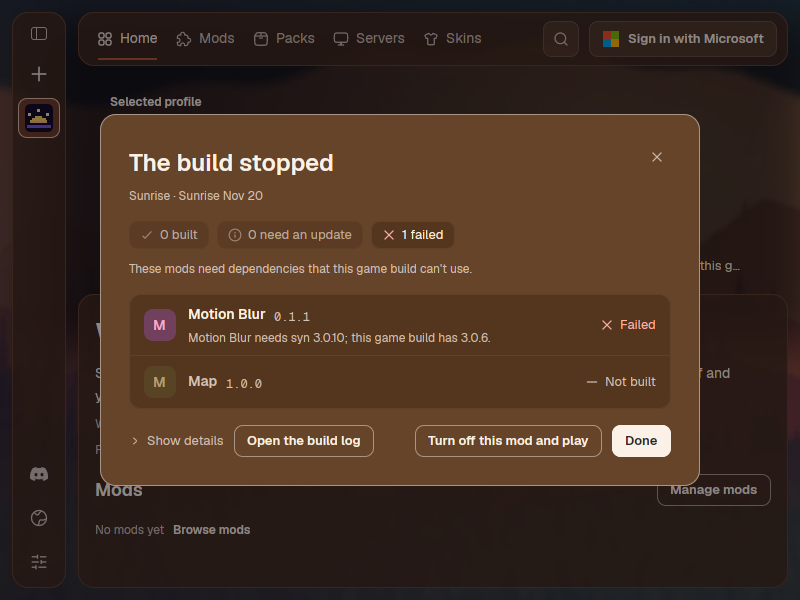 Home
Mods
Packs
Servers
Skins
Sign in with Microsoft
Selected profile
The build stopped
Sunrise · Sunrise Nov 20
0 built
0 need an update
1 failed
These mods need dependencies that this game build can't use.
this g…
M
Motion Blur 0.1.1
Motion Blur needs syn 3.0.10; this game build has 3.0.6.
Failed
M
Map 1.0.0
Not built
and
Show details
Open the build log
Turn off this mod and play
Done
Mods
Manage mods
No mods yet
Browse mods